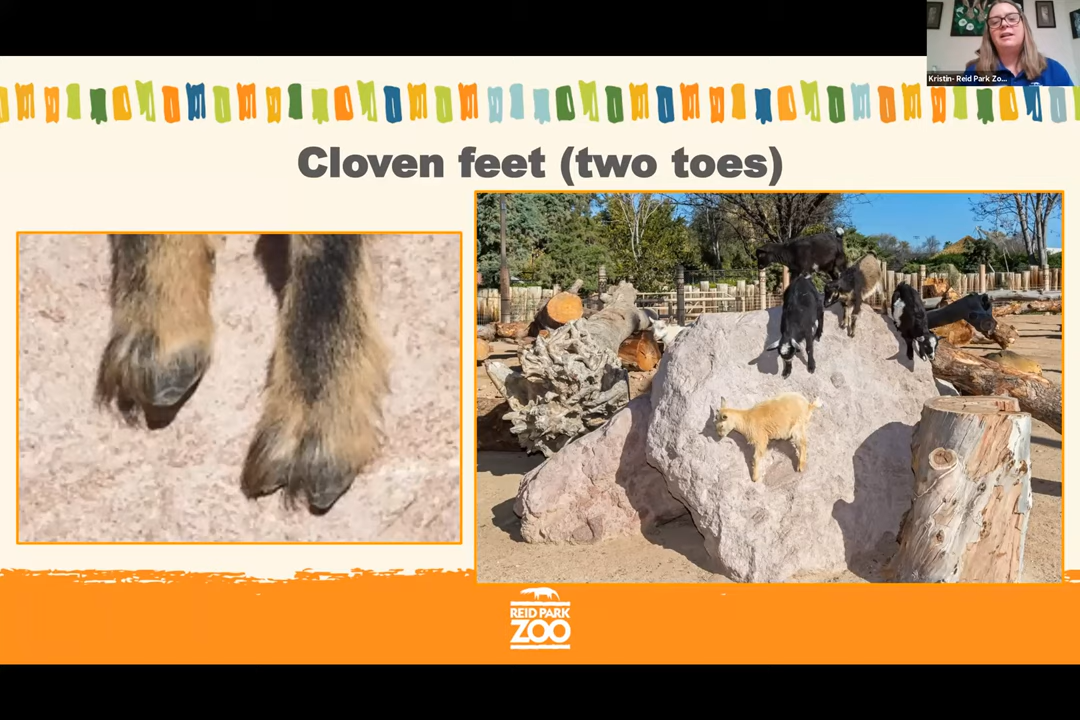 Kristin- Reid Park Zo...
Cloven feet (two toes)
REID PARK
ZOO